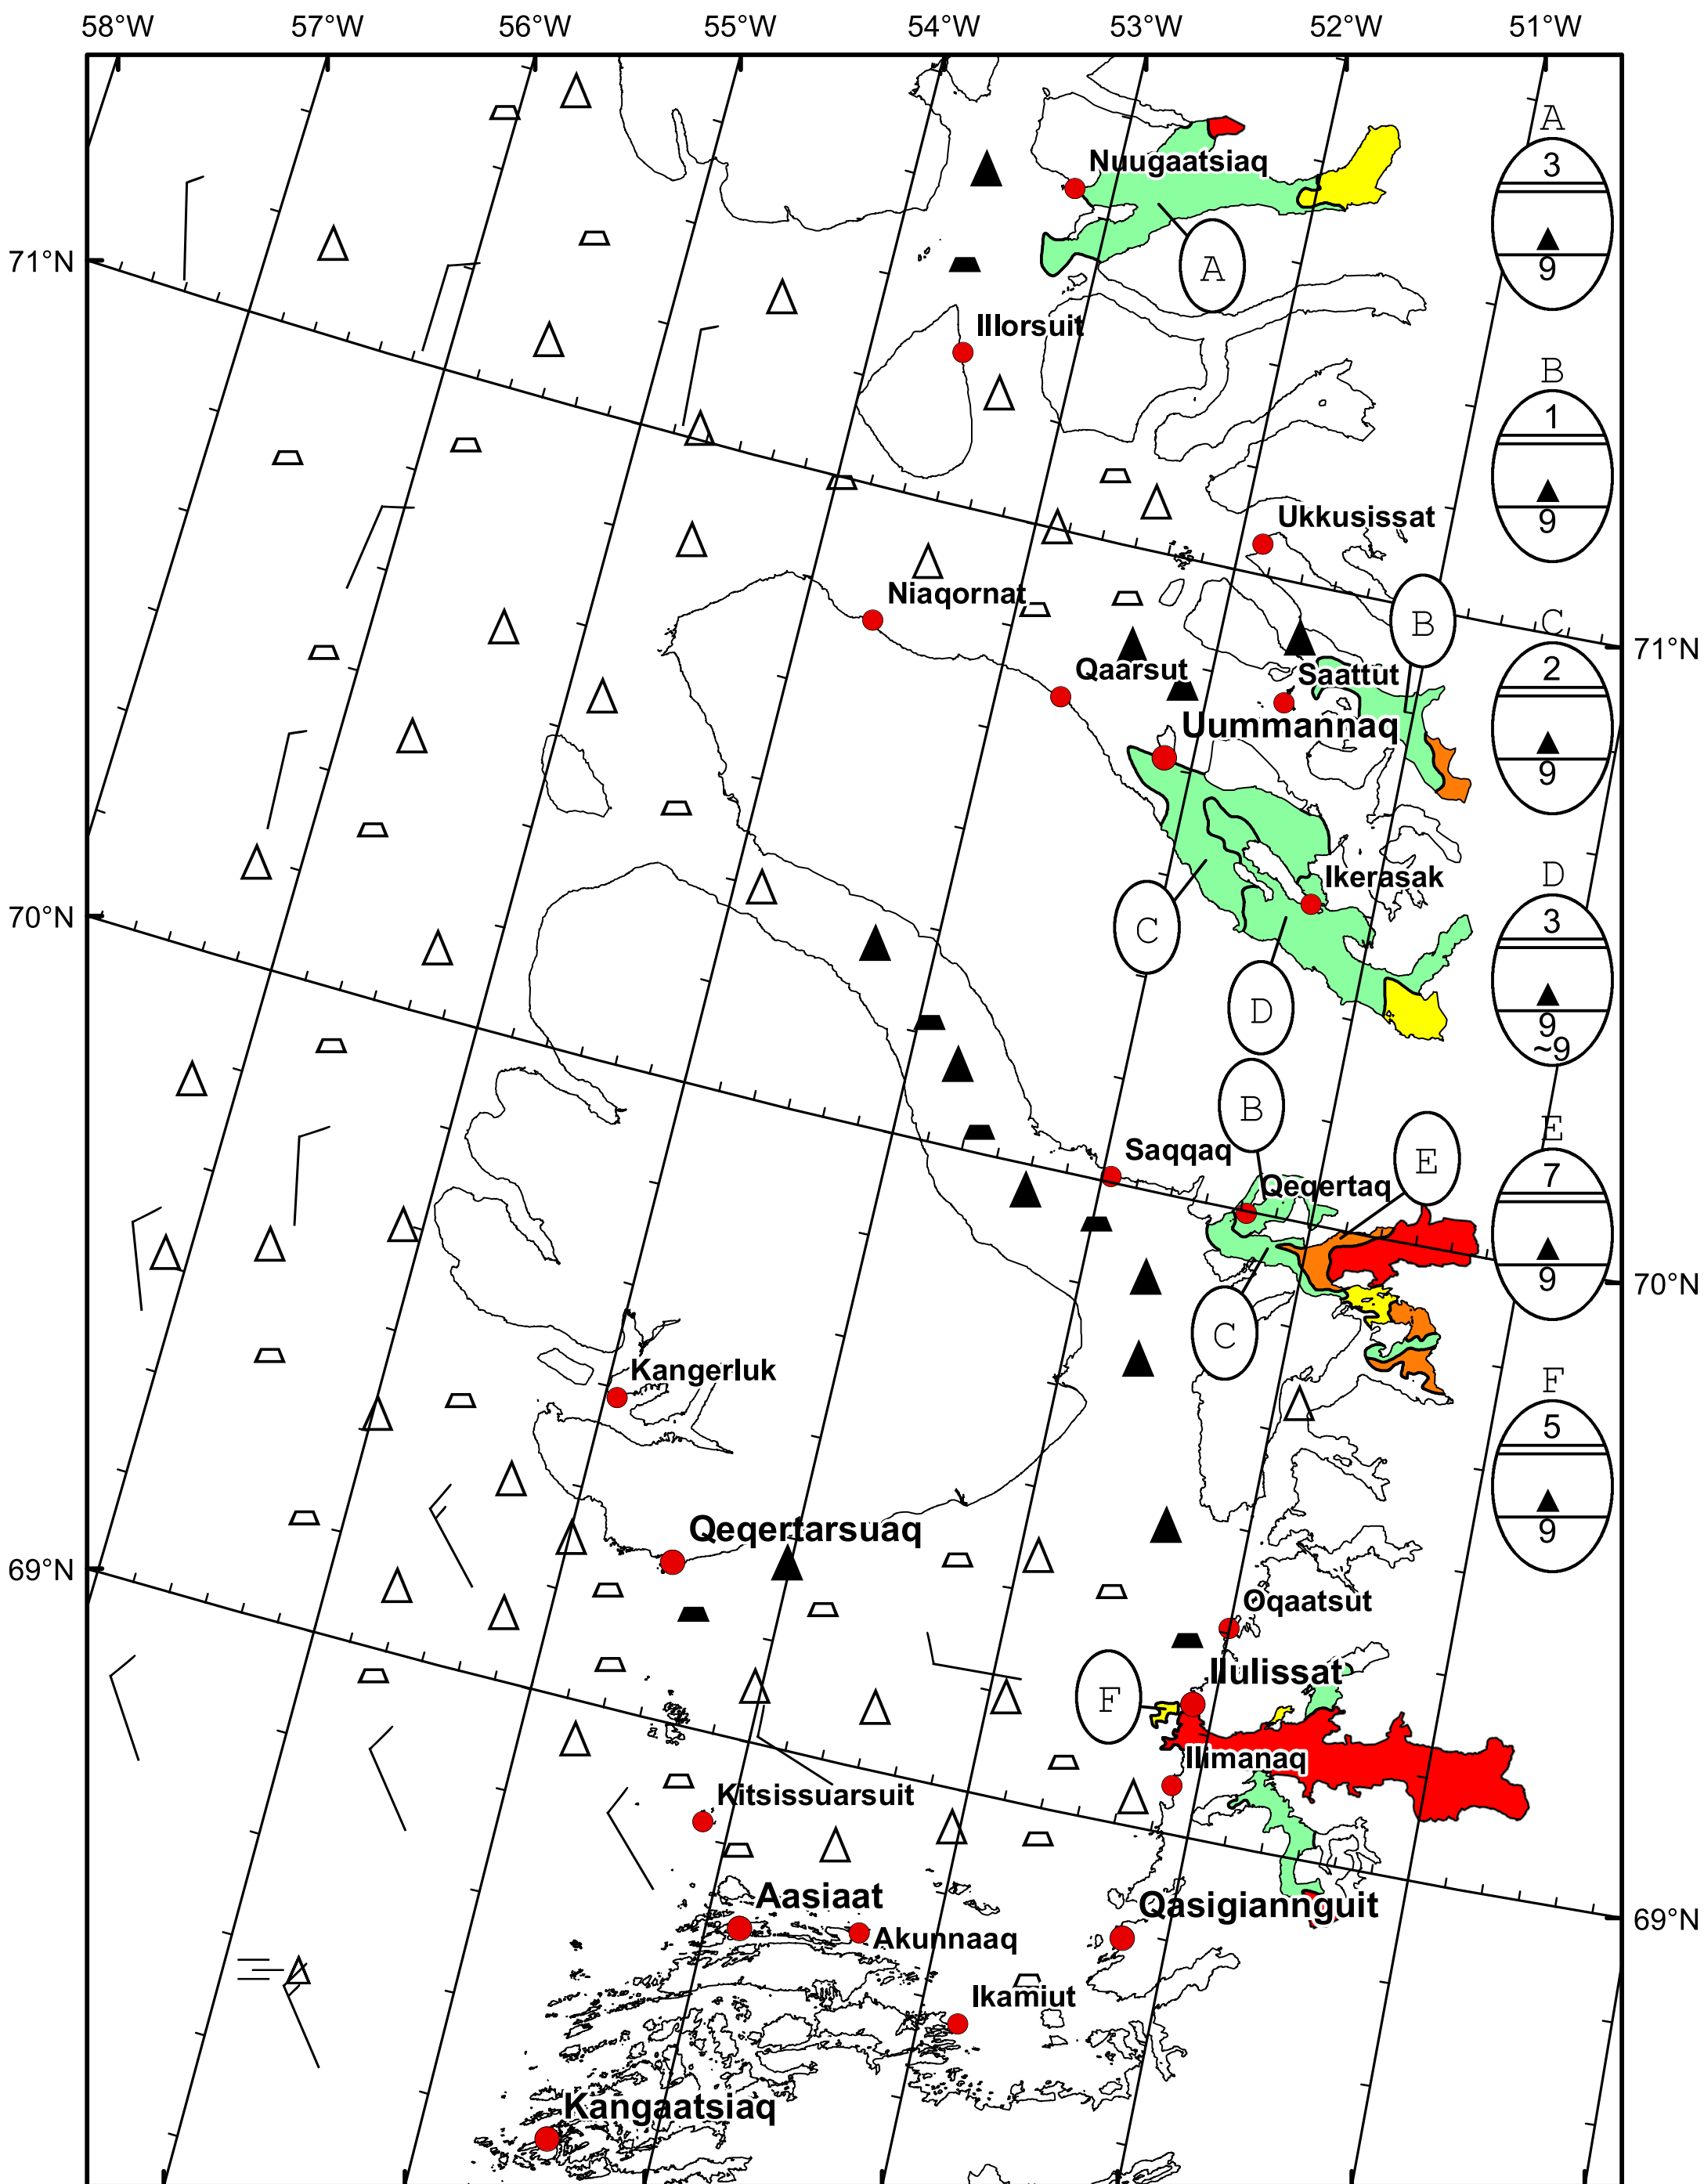 58°W 57°W 56°W 55°W 54°W 53°W 52°W 51°W
A
3
9
Nuugaatsiaq
A
71°N
Illorsuit
B
1
9
Ukkusissat
Niaqornat
B
C
71°N
2
9
Qaarsut
Saattut
Uummannaq
Ikerasak
D
3
9
~9
C
70°N
D
B
E
7
9
E
Saqqaq
Qeqertaq
70°N
C
Kangerluk
F
5
9
Qeqertarsuaq
69°N
Oqaatsut
Ilulissat
F
Ilimanaq
Kitsissuarsuit
Aasiaat
Qasigiannguit
69°N
Akunnaaq
Ikamiut
Kangaatsiaq